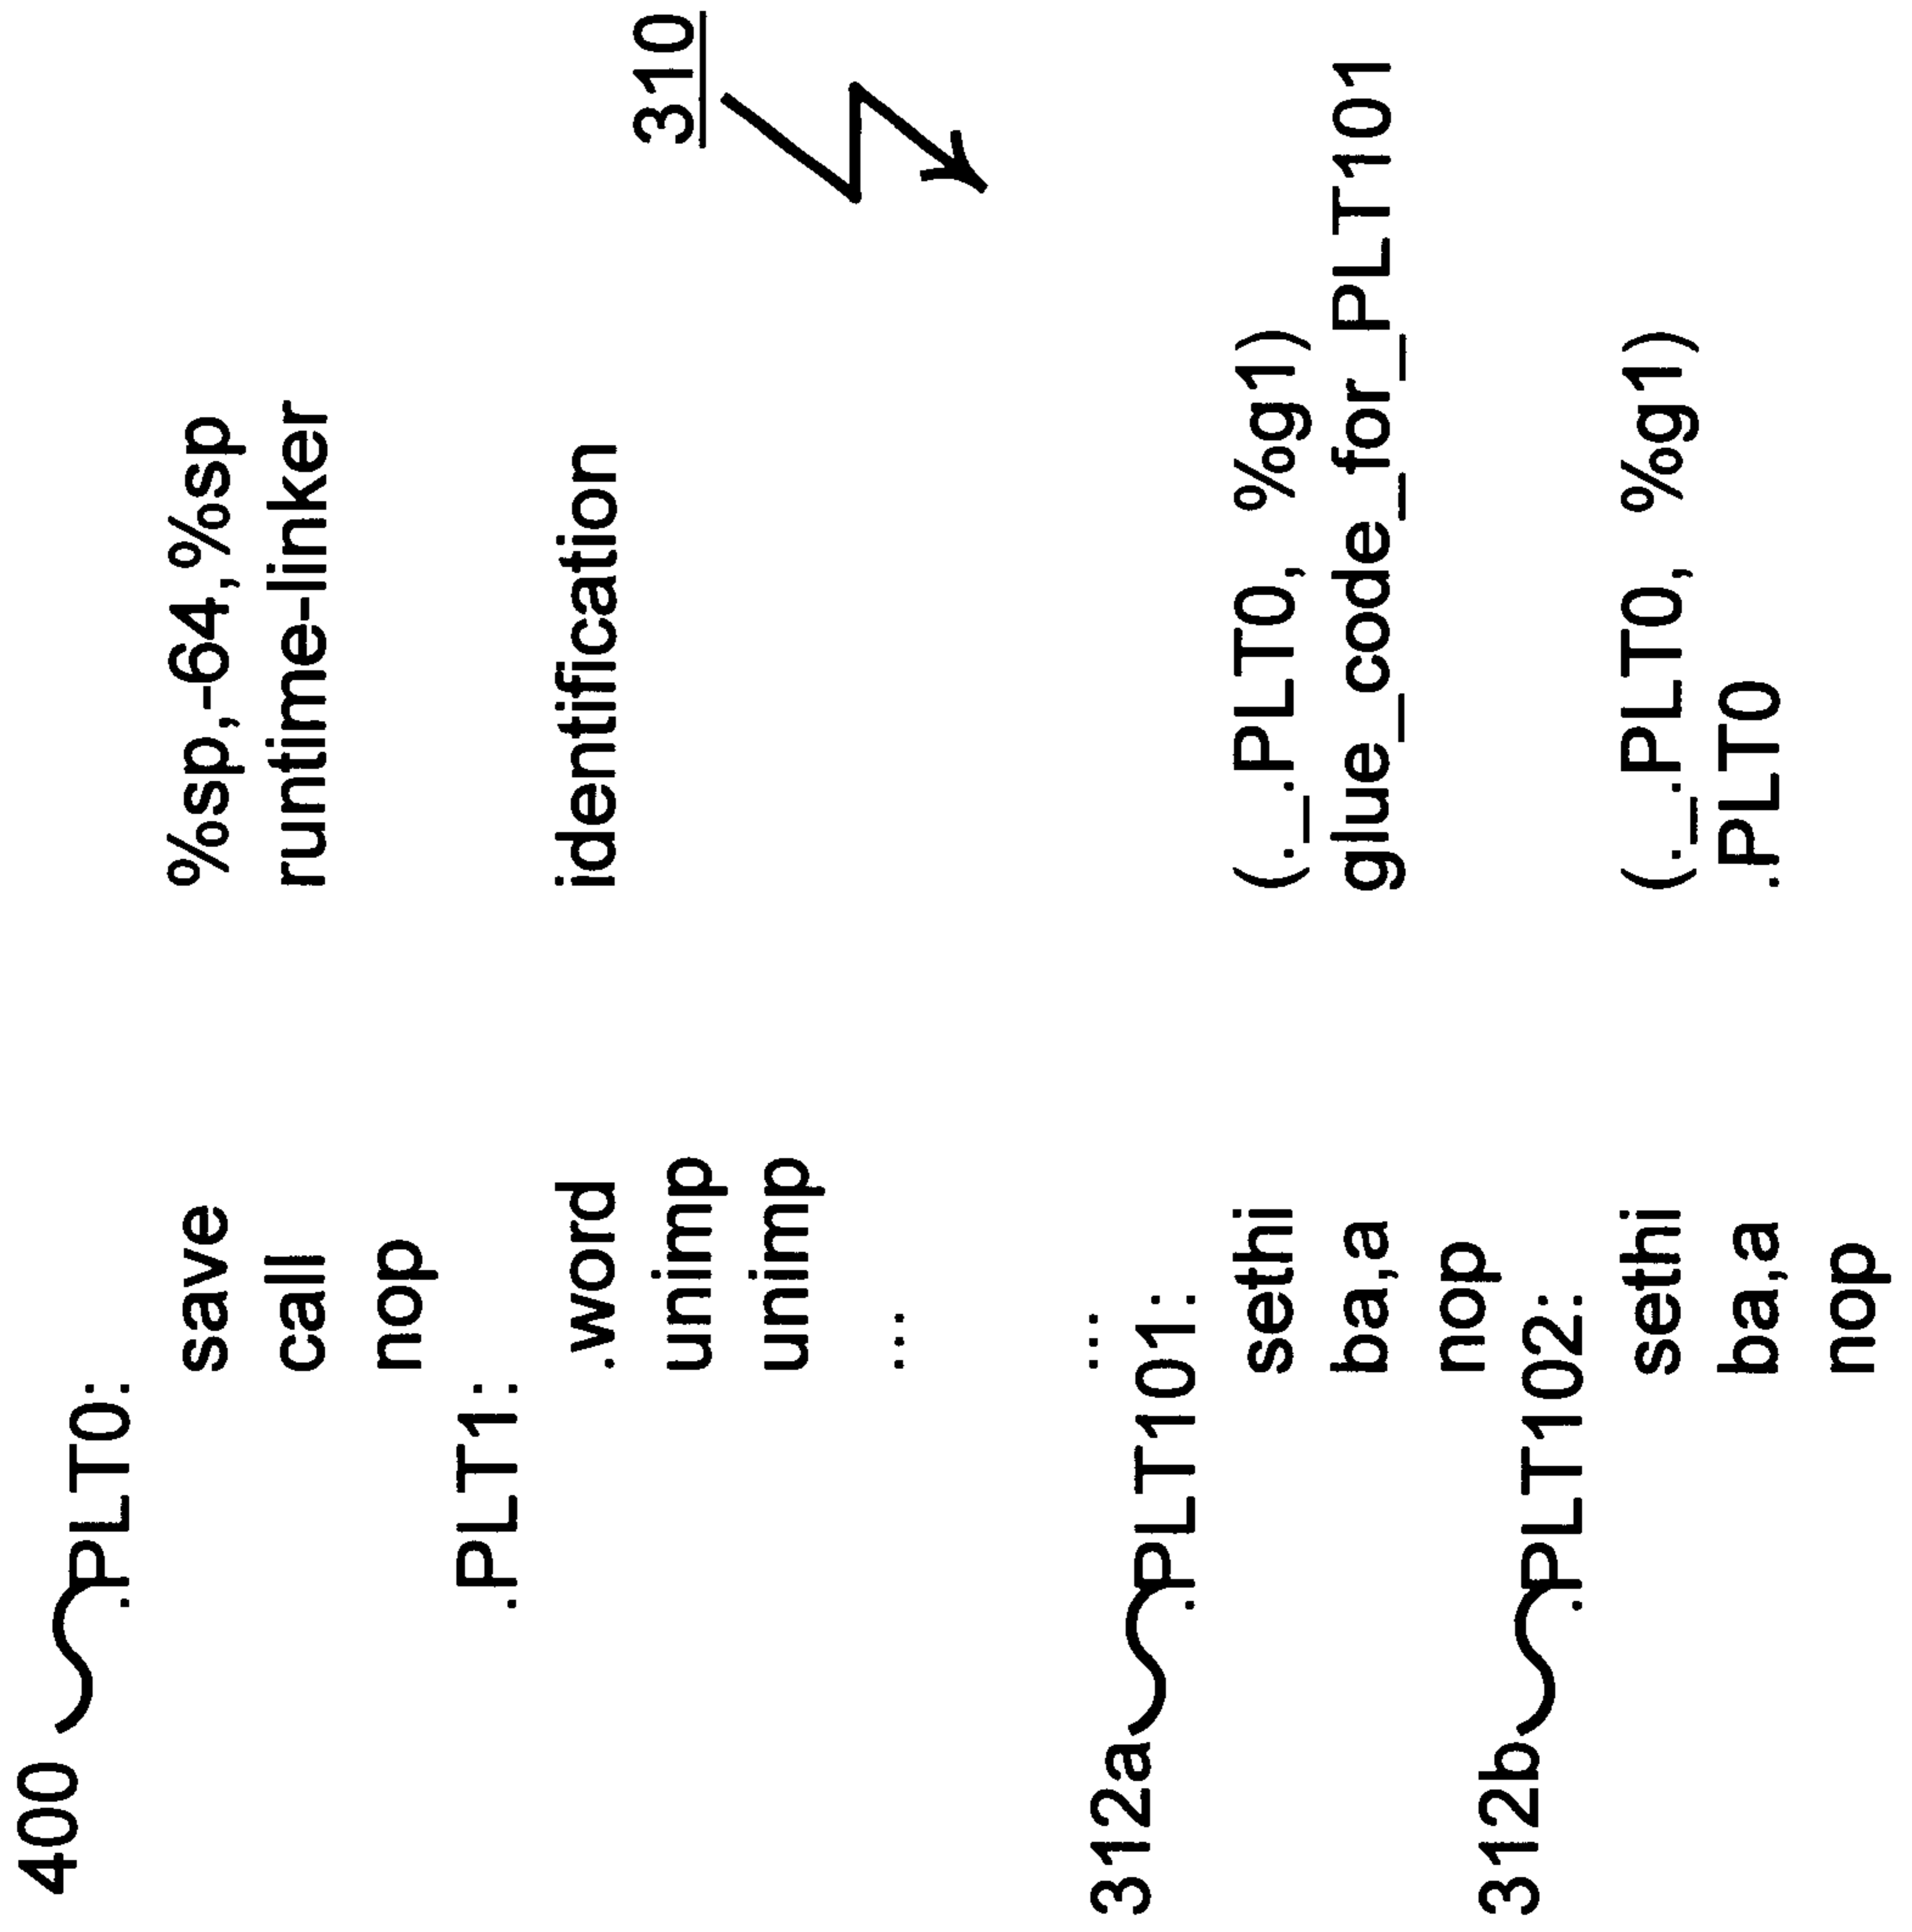 400 .PLT0:
save %sp,-64,%sp
call runtime-linker
nop
.PLT1:
.word identification
unimp
310
unimp
...
...
312a .PLT101:
sethi (._.PLT0, %g1)
ba,a glue_code_for_PLT101
nop
312b .PLT102:
sethi (._.PLT0, %g1)
ba,a .PLT0
nop